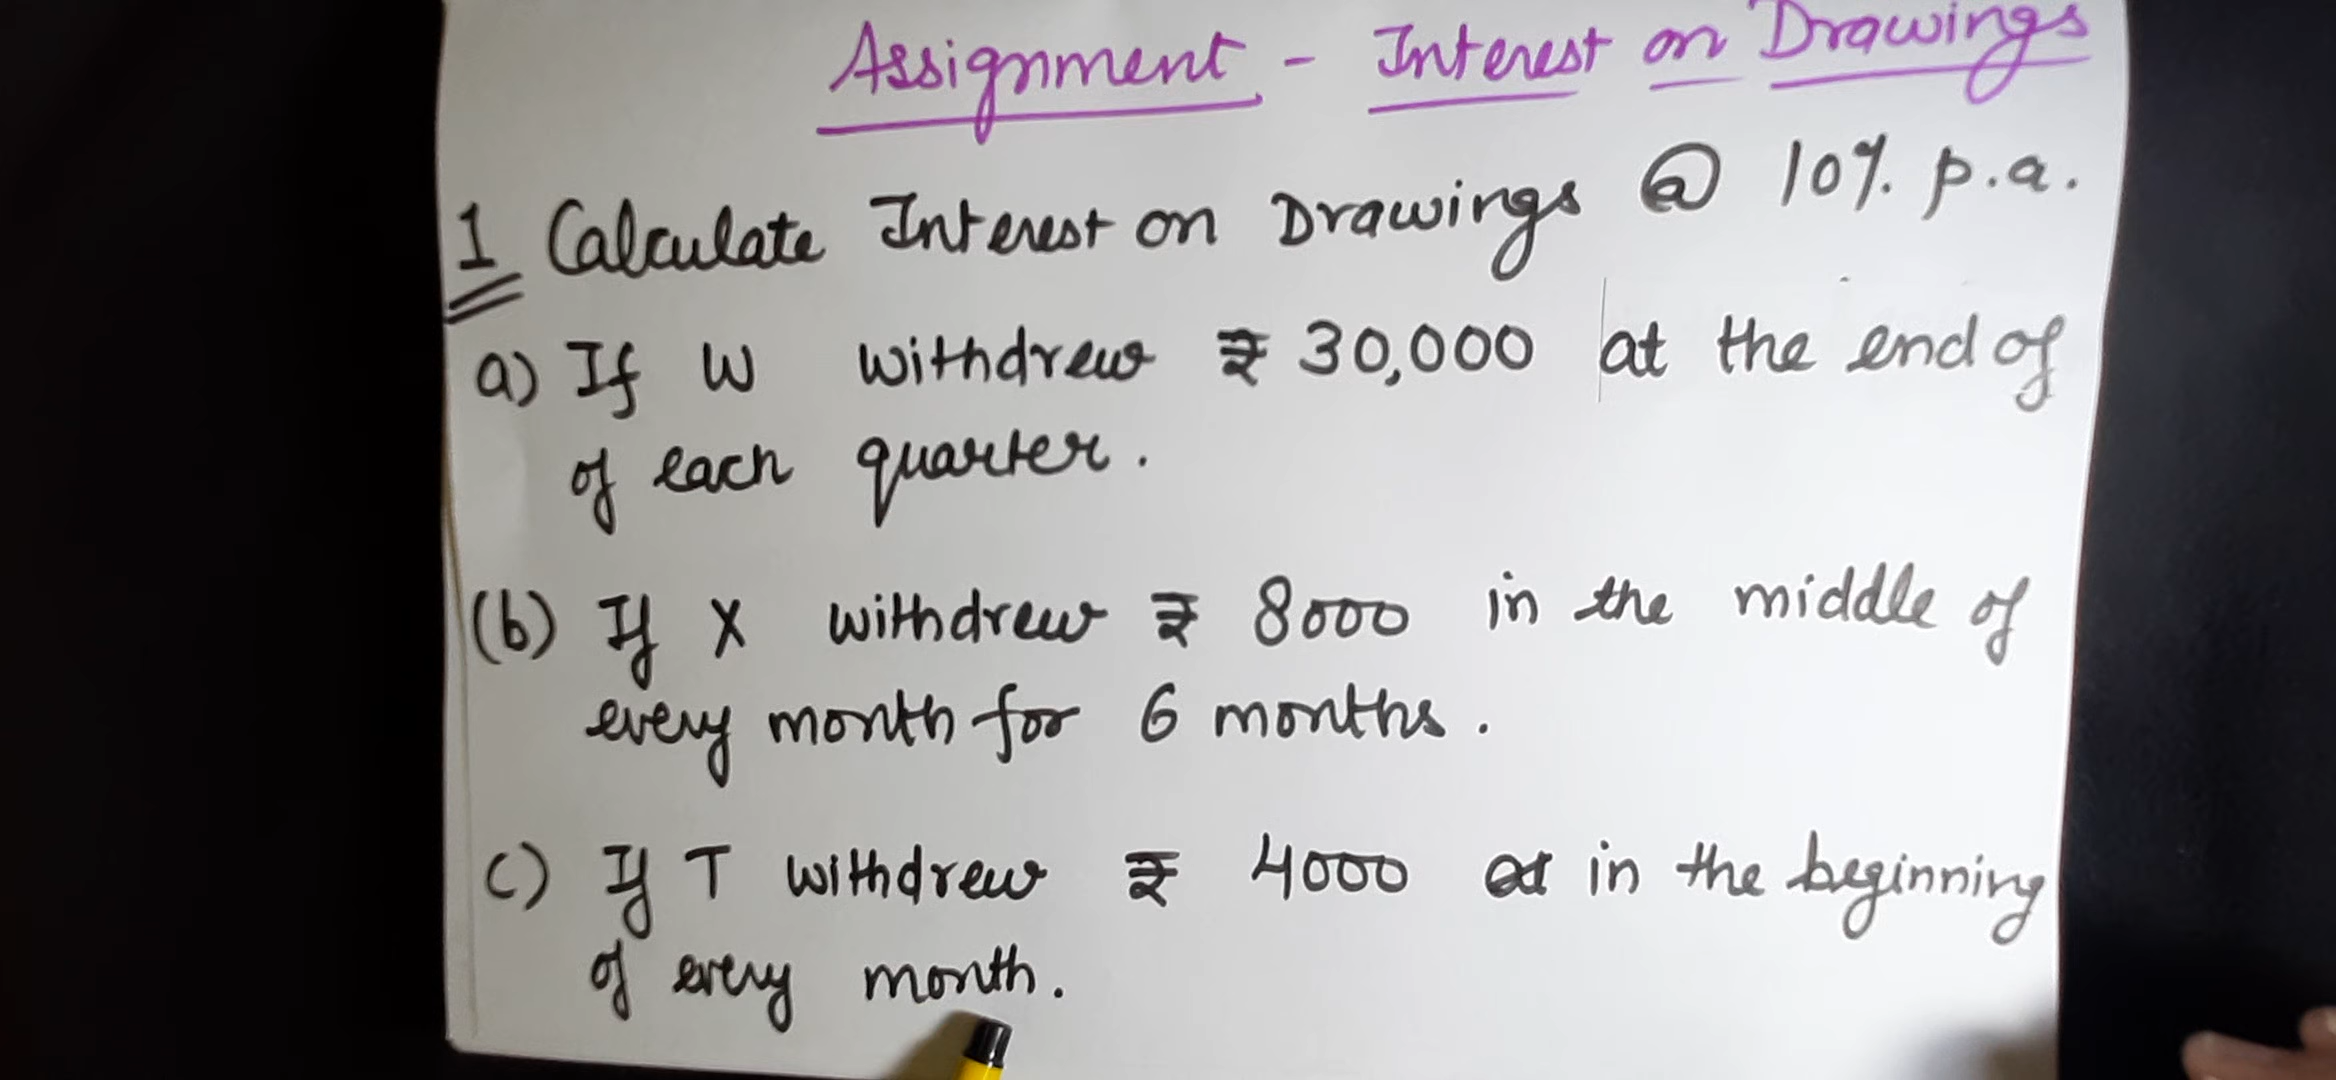 Assignment - Interest on Drawings
1 Calculate Interest on Drawings @ 10% p.a.
a) If W withdrew ₹ 30,000 at the end of
of each quarter.
(b) If X withdrew ₹ 8000 in the middle of
every month for 6 months.
c) If T withdrew ₹ 4000 in the beginning
of every month.